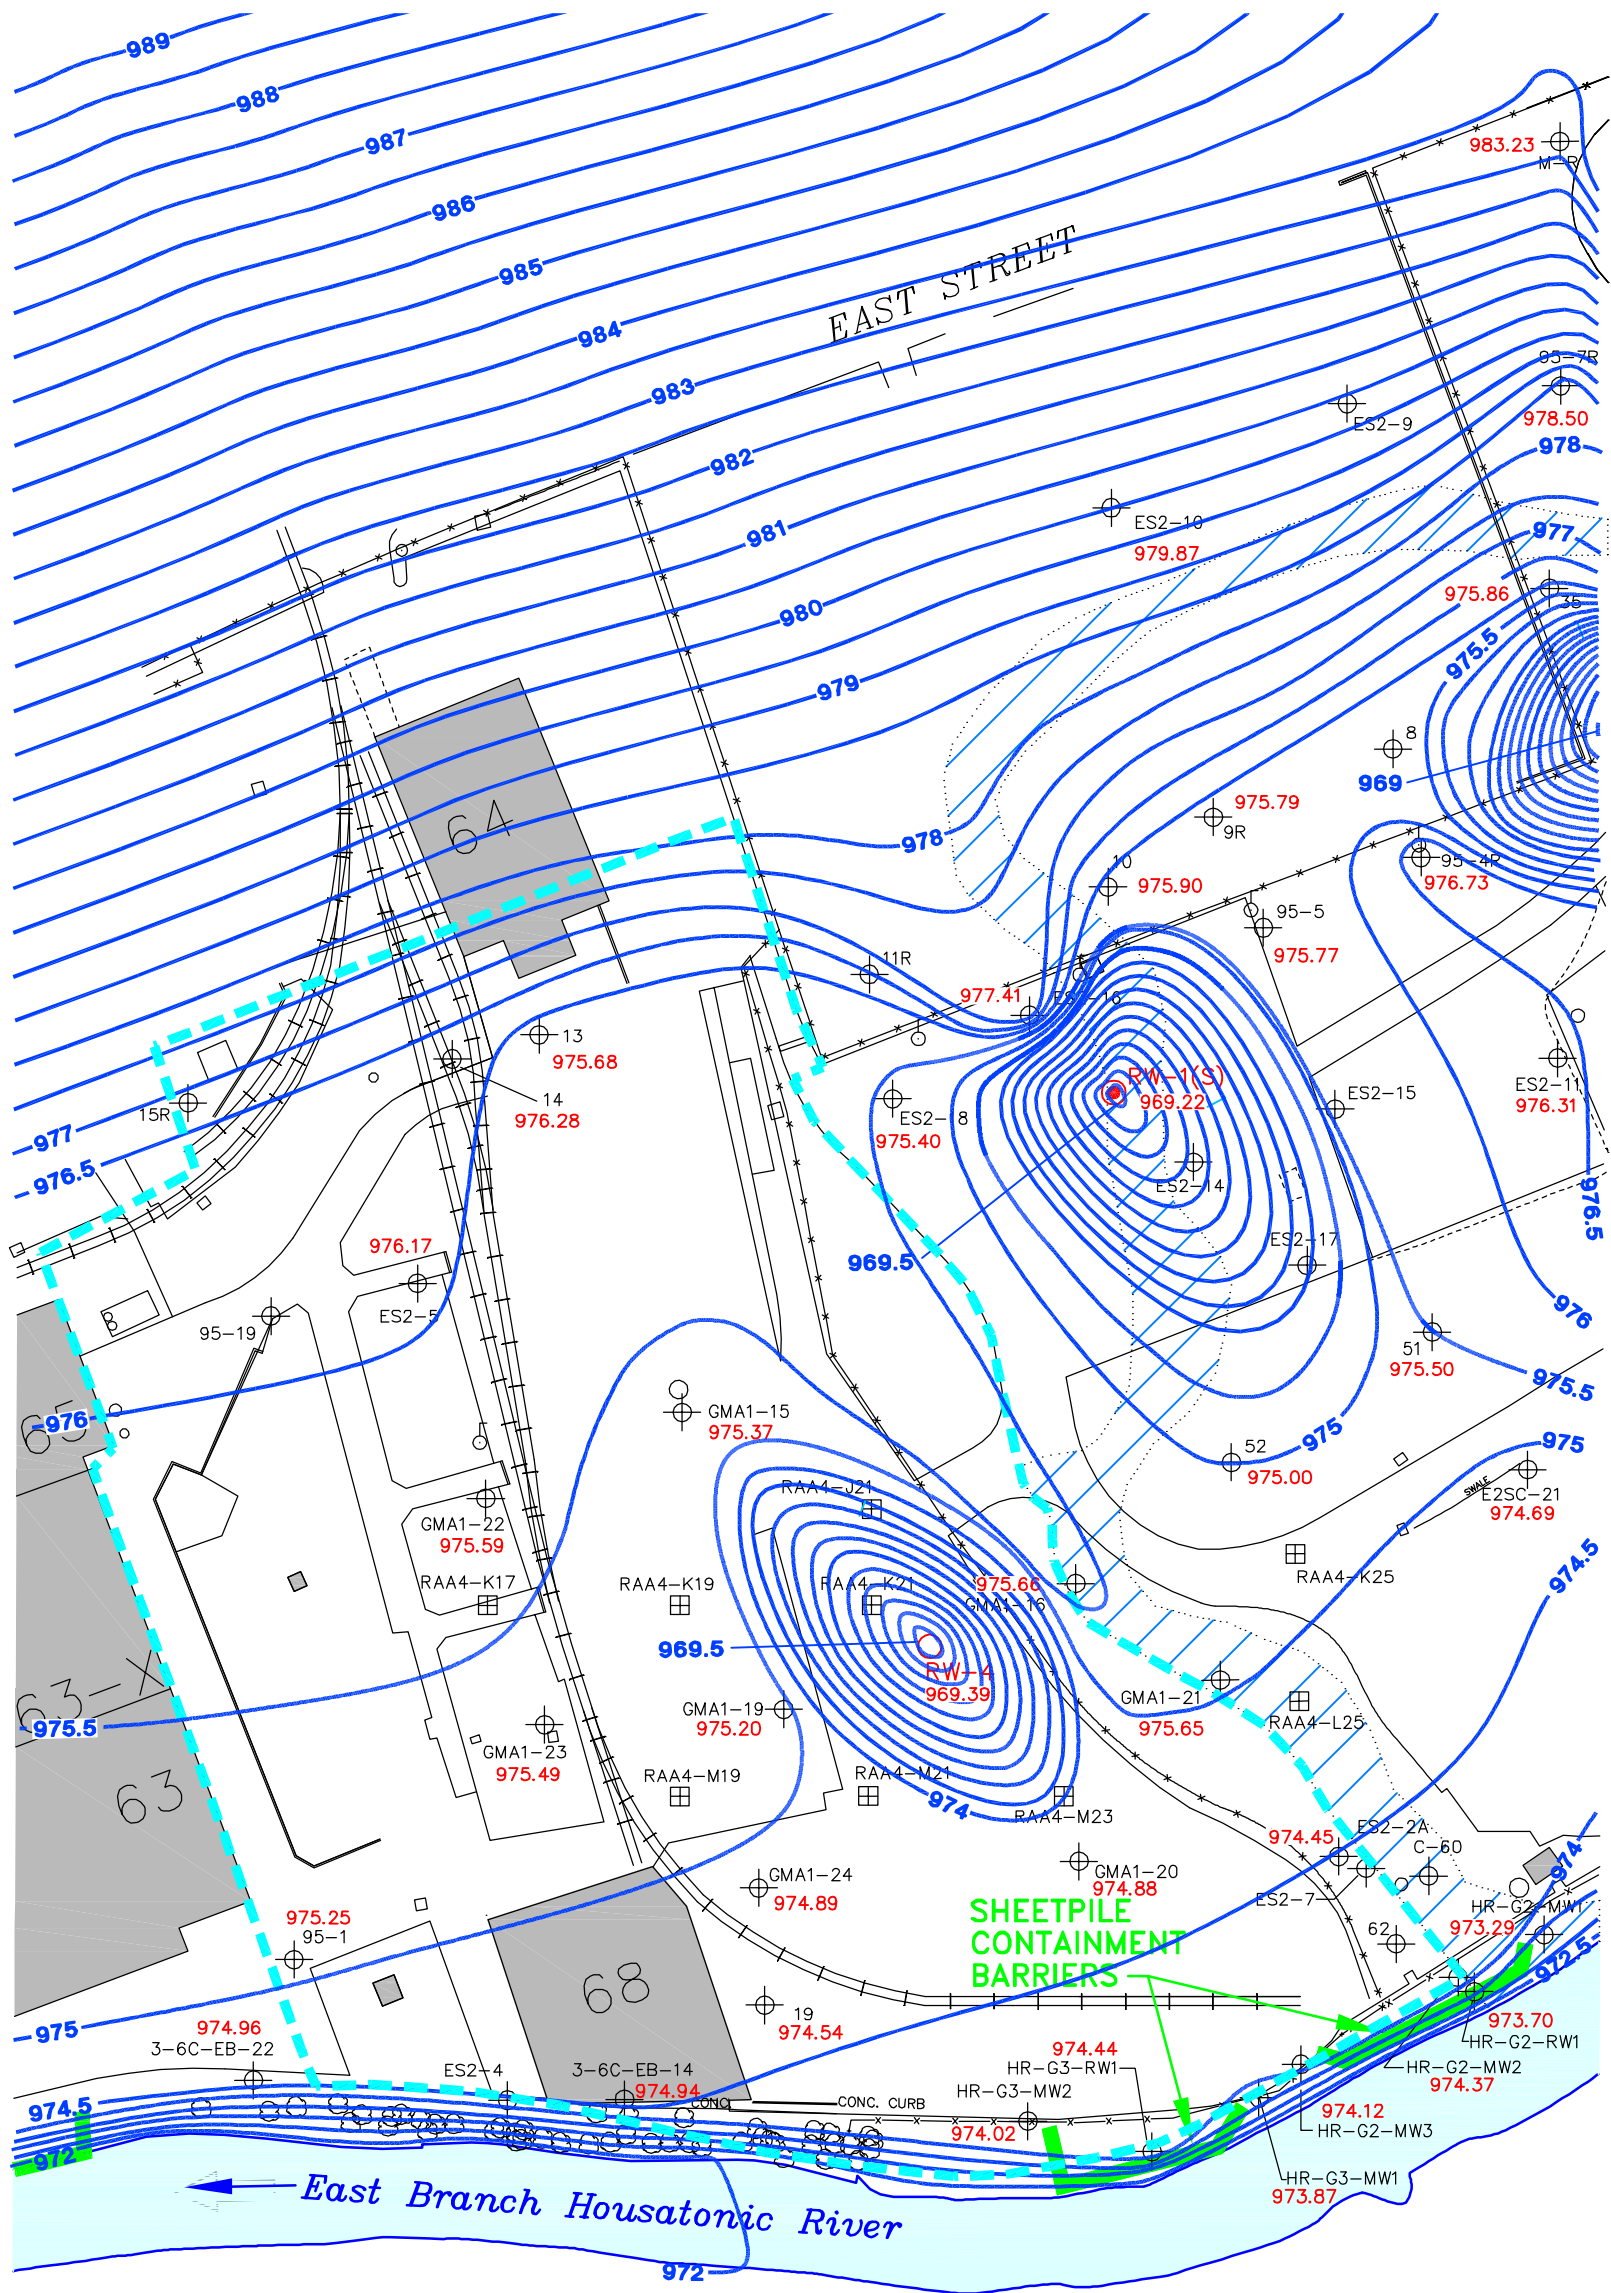 989
988
987
983.23
M-R
986
EAST STREET
985
984
93-7R
983
978.50
ES2-9
978
982
981
ES2-10
977
979.87
975.86
35
980
975.5
979
8
969
975.79
64
9R
978
10
95-4R
975.90
976.73
95-5
975.77
11R
977.41
ES2-16
13
975.68
RW-1(S)
969.22
ES2-11
976.31
ES2-15
14
976.28
15R
ES2-8
975.40
977
976.5
ES2-14
976.5
976.17
ES2-17
969.5
ES2-5
976
95-19
51
975.50
975.5
65
976
GMA1-15
975.37
52
975
975
975.00
RAA4-J21
E2SC-21
SWALE
974.69
GMA1-22
975.59
974.5
RAA4-K17
RAA4-K19
RAA4-K21
975.66
GMA1-16
RAA4-K25
969.5
RW-4
969.39
63-X
GMA1-19
975.20
GMA1-21
975.65
RAA4-L25
975.5
GMA1-23
975.49
63
RAA4-M19
RAA4-M21
974
RAA4-M23
974.45
ES2-2A
C-60
974
GMA1-24
974.89
GMA1-20
974.88
ES2-7
SHEETPILE
CONTAINMENT
BARRIERS
HR-G2-MW1
973.29
975.25
95-1
62
972.5
68
19
974.54
975
974.96
3-6C-EB-22
973.70
HR-G2-RW1
974.44
HR-G3-RW1
ES2-4
3-6C-EB-14
974.94
HR-G2-MW2
974.37
HR-G3-MW2
CONC. CURB
974.5
974.02
974.12
HR-G2-MW3
972
HR-G3-MW1
973.87
East Branch Housatonic River
972